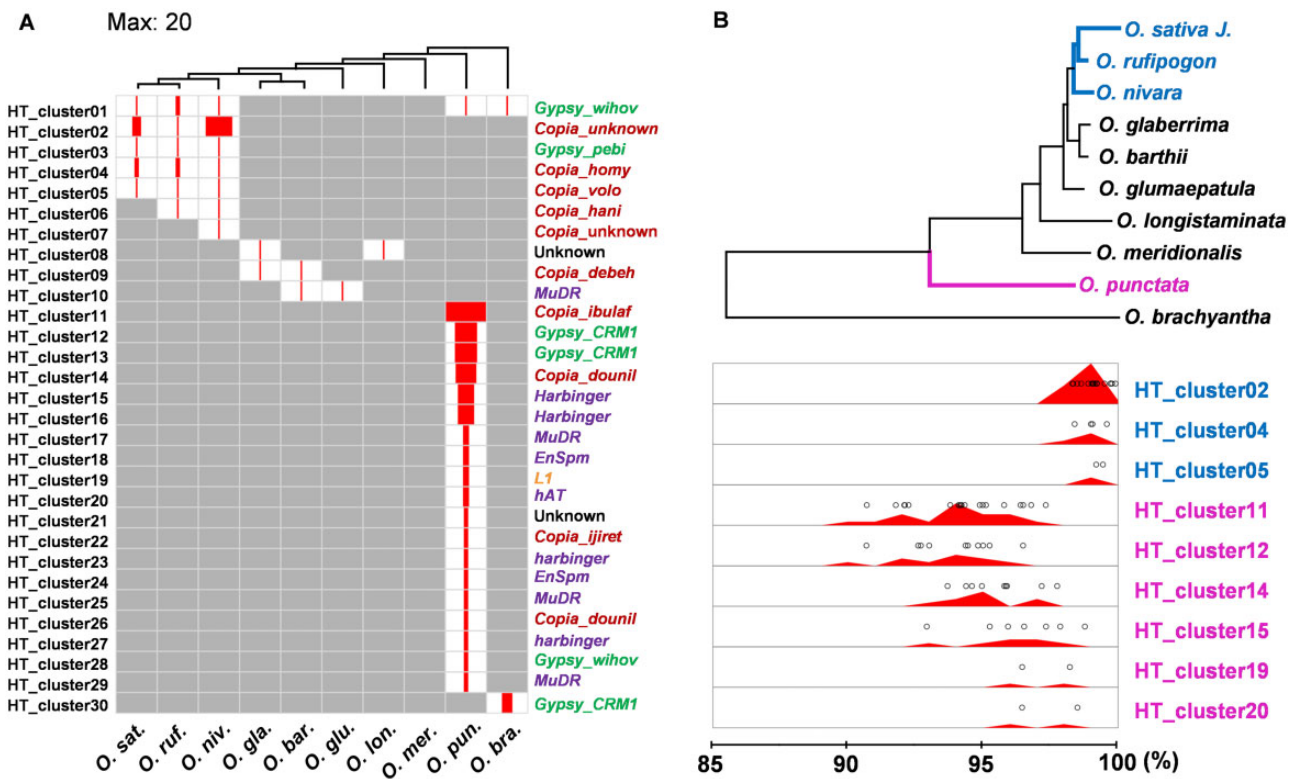 A Max: 20
HT_cluster01 Gypsy_wihov
HT_cluster02 Copia_unknown
HT_cluster03 Gypsy_pebi
HT_cluster04 Copia_homy
HT_cluster05 Copia_volo
HT_cluster06 Copia_hani
HT_cluster07 Copia_unknown
HT_cluster08 Unknown
HT_cluster09 Copia_debeh
HT_cluster10 MuDR
HT_cluster11 Copia_ibulaf
HT_cluster12 Gypsy_CRM1
HT_cluster13 Gypsy_CRM1
HT_cluster14 Copia_dounil
HT_cluster15 Harbinger
HT_cluster16 Harbinger
HT_cluster17 MuDR
HT_cluster18 EnSpm
HT_cluster19 L1
HT_cluster20 hAT
HT_cluster21 Unknown
HT_cluster22 Copia_ijiret
HT_cluster23 harbinger
HT_cluster24 EnSpm
HT_cluster25 MuDR
HT_cluster26 Copia_dounil
HT_cluster27 harbinger
HT_cluster28 Gypsy_wihov
HT_cluster29 MuDR
HT_cluster30 Gypsy_CRM1
O. sat. O. ruf. O. niv. O. gla. O. bar. O. glu. O. lon. O. mer. O. pun. O. bra.
B
O. sativa J.
O. rufipogon
O. nivara
O. glaberrima
O. barthii
O. glumaepatula
O. longistaminata
O. meridionalis
O. punctata
O. brachyantha
HT_cluster02
HT_cluster04
HT_cluster05
HT_cluster11
HT_cluster12
HT_cluster14
HT_cluster15
HT_cluster19
HT_cluster20
85 90 95 100 (%)